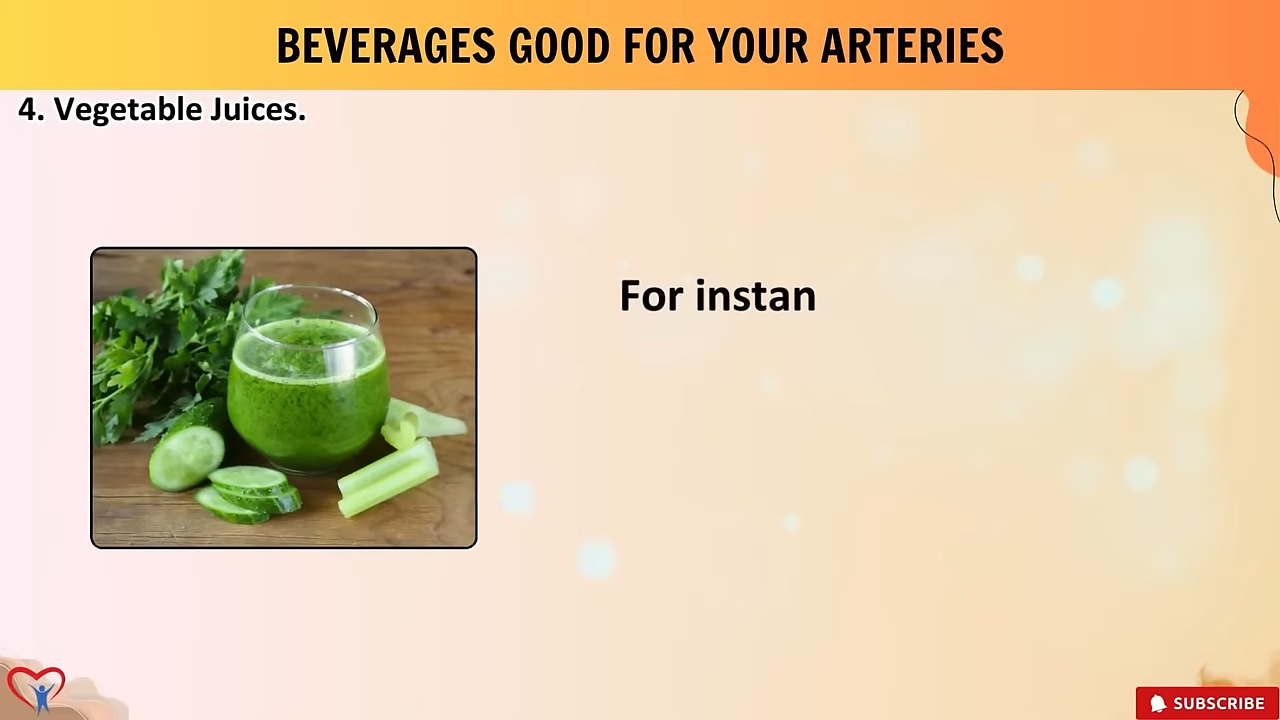 BEVERAGES GOOD FOR YOUR ARTERIES
4. Vegetable Juices.
For instan
SUBSCRIBE